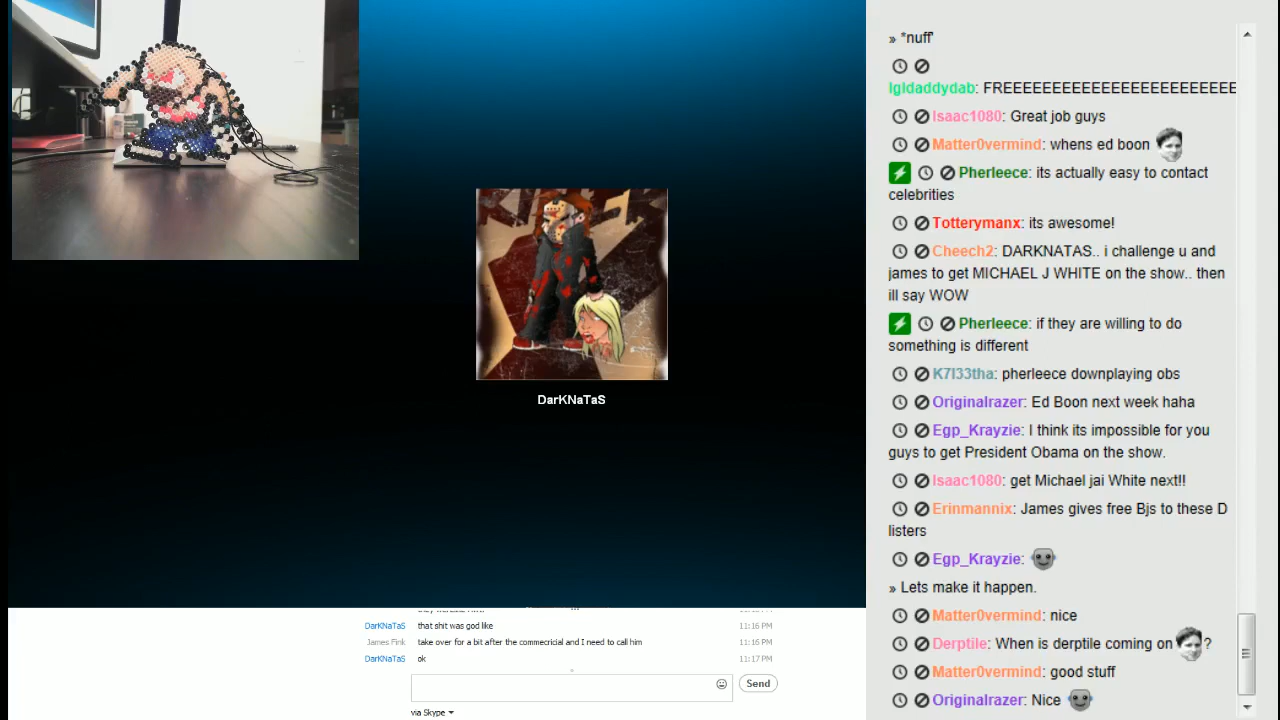 » *nuff'
lgldaddydab: FREEEEEEEEEEEEEEEEEEEEEEEE
Isaac1080: Great job guys
Matter0vermind: whens ed boon
Pherleece: its actually easy to contact
celebrities
Totterymanx: its awesome!
Cheech2: DARKNATAS.. i challenge u and
james to get MICHAEL J WHITE on the show.. then
ill say WOW
Pherleece: if they are willing to do
something is different
K7l33tha: pherleece downplaying obs
Originalrazer: Ed Boon next week haha
Egp_Krayzie: I think its impossible for you
guys to get President Obama on the show.
Isaac1080: get Michael jai White next!!
Erinmannix: James gives free Bjs to these D
listers
Egp_Krayzie:
» Lets make it happen.
Matter0vermind: nice
Derptile: When is derptile coming on ?
Matter0vermind: good stuff
Originalrazer: Nice
DarKNaTaS
DarKNaTaS that shit was god like 11:16 PM
James Fink take over for a bit after the commecricial and I need to call him 11:16 PM
DarKNaTaS ok 11:17 PM
Send
via Skype